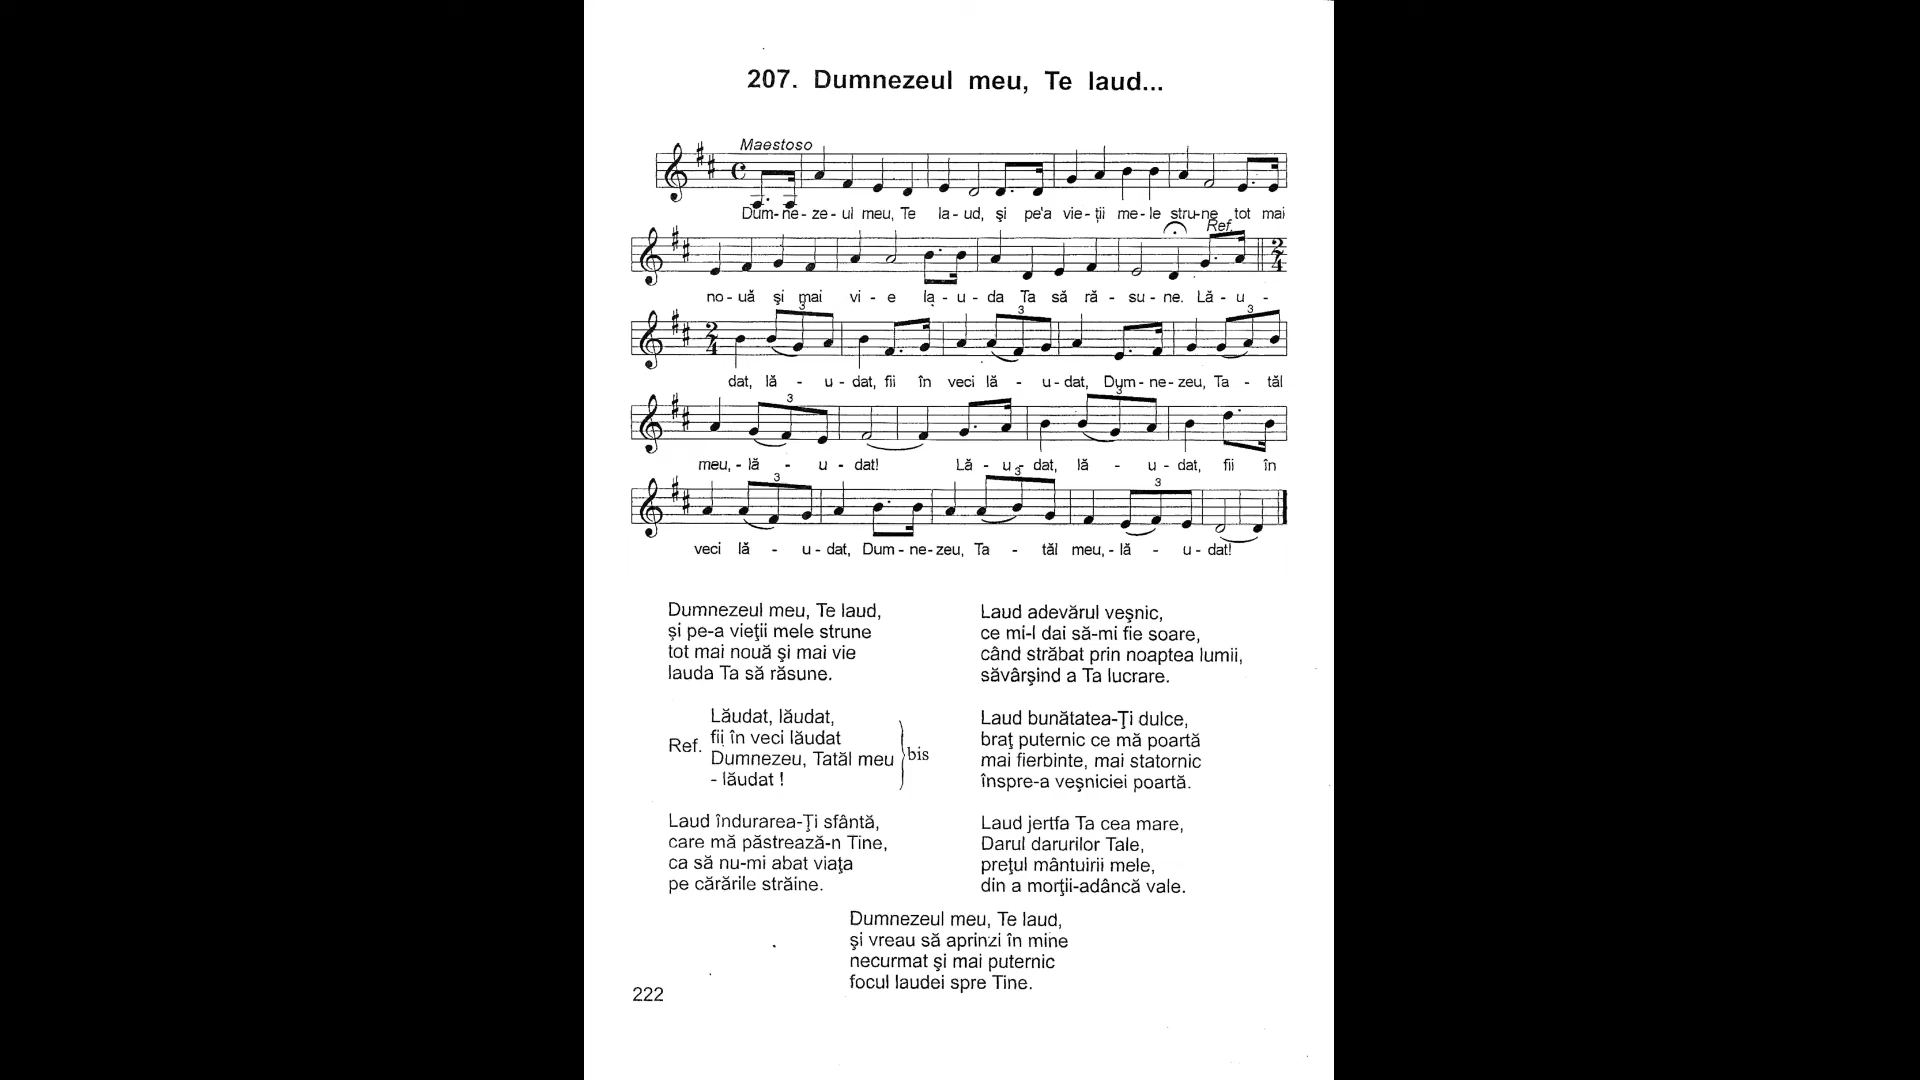 207. Dumnezeul meu, Te laud...
Maestoso
Dum-ne-ze-ul meu, Te la-ud, şi pe'a vie-ţii me-le stru-ne tot mai
Ref.
no-uă şi mai vi-e la-u-da Ta să ră-su-ne. Lă-u-
3 3 3
dat, lă-u-dat, fii în veci lă-u-dat, Dum-ne-zeu, Ta-tăl
3 3
meu,-lă-u-dat! Lă-u-dat, lă-u-dat, fii în
3 3 3
veci lă-u-dat, Dum-ne-zeu, Ta-tăl meu,-lă-u-dat!
Dumnezeul meu, Te laud,
şi pe-a vieţii mele strune
tot mai nouă şi mai vie
lauda Ta să răsune.
Ref.
Lăudat, lăudat,
fii în veci lăudat
Dumnezeu, Tatăl meu
- lăudat !
bis
Laud îndurarea-Ţi sfântă,
care mă păstrează-n Tine,
ca să nu-mi abat viaţa
pe cărările străine.
Laud adevărul veşnic,
ce mi-l dai să-mi fie soare,
când străbat prin noaptea lumii,
săvârşind a Ta lucrare.
Laud bunătatea-Ţi dulce,
braţ puternic ce mă poartă
mai fierbinte, mai statornic
înspre-a veşniciei poartă.
Laud jertfa Ta cea mare,
Darul darurilor Tale,
preţul mântuirii mele,
din a morţii-adâncă vale.
Dumnezeul meu, Te laud,
şi vreau să aprinzi în mine
necurmat şi mai puternic
focul laudei spre Tine.
222